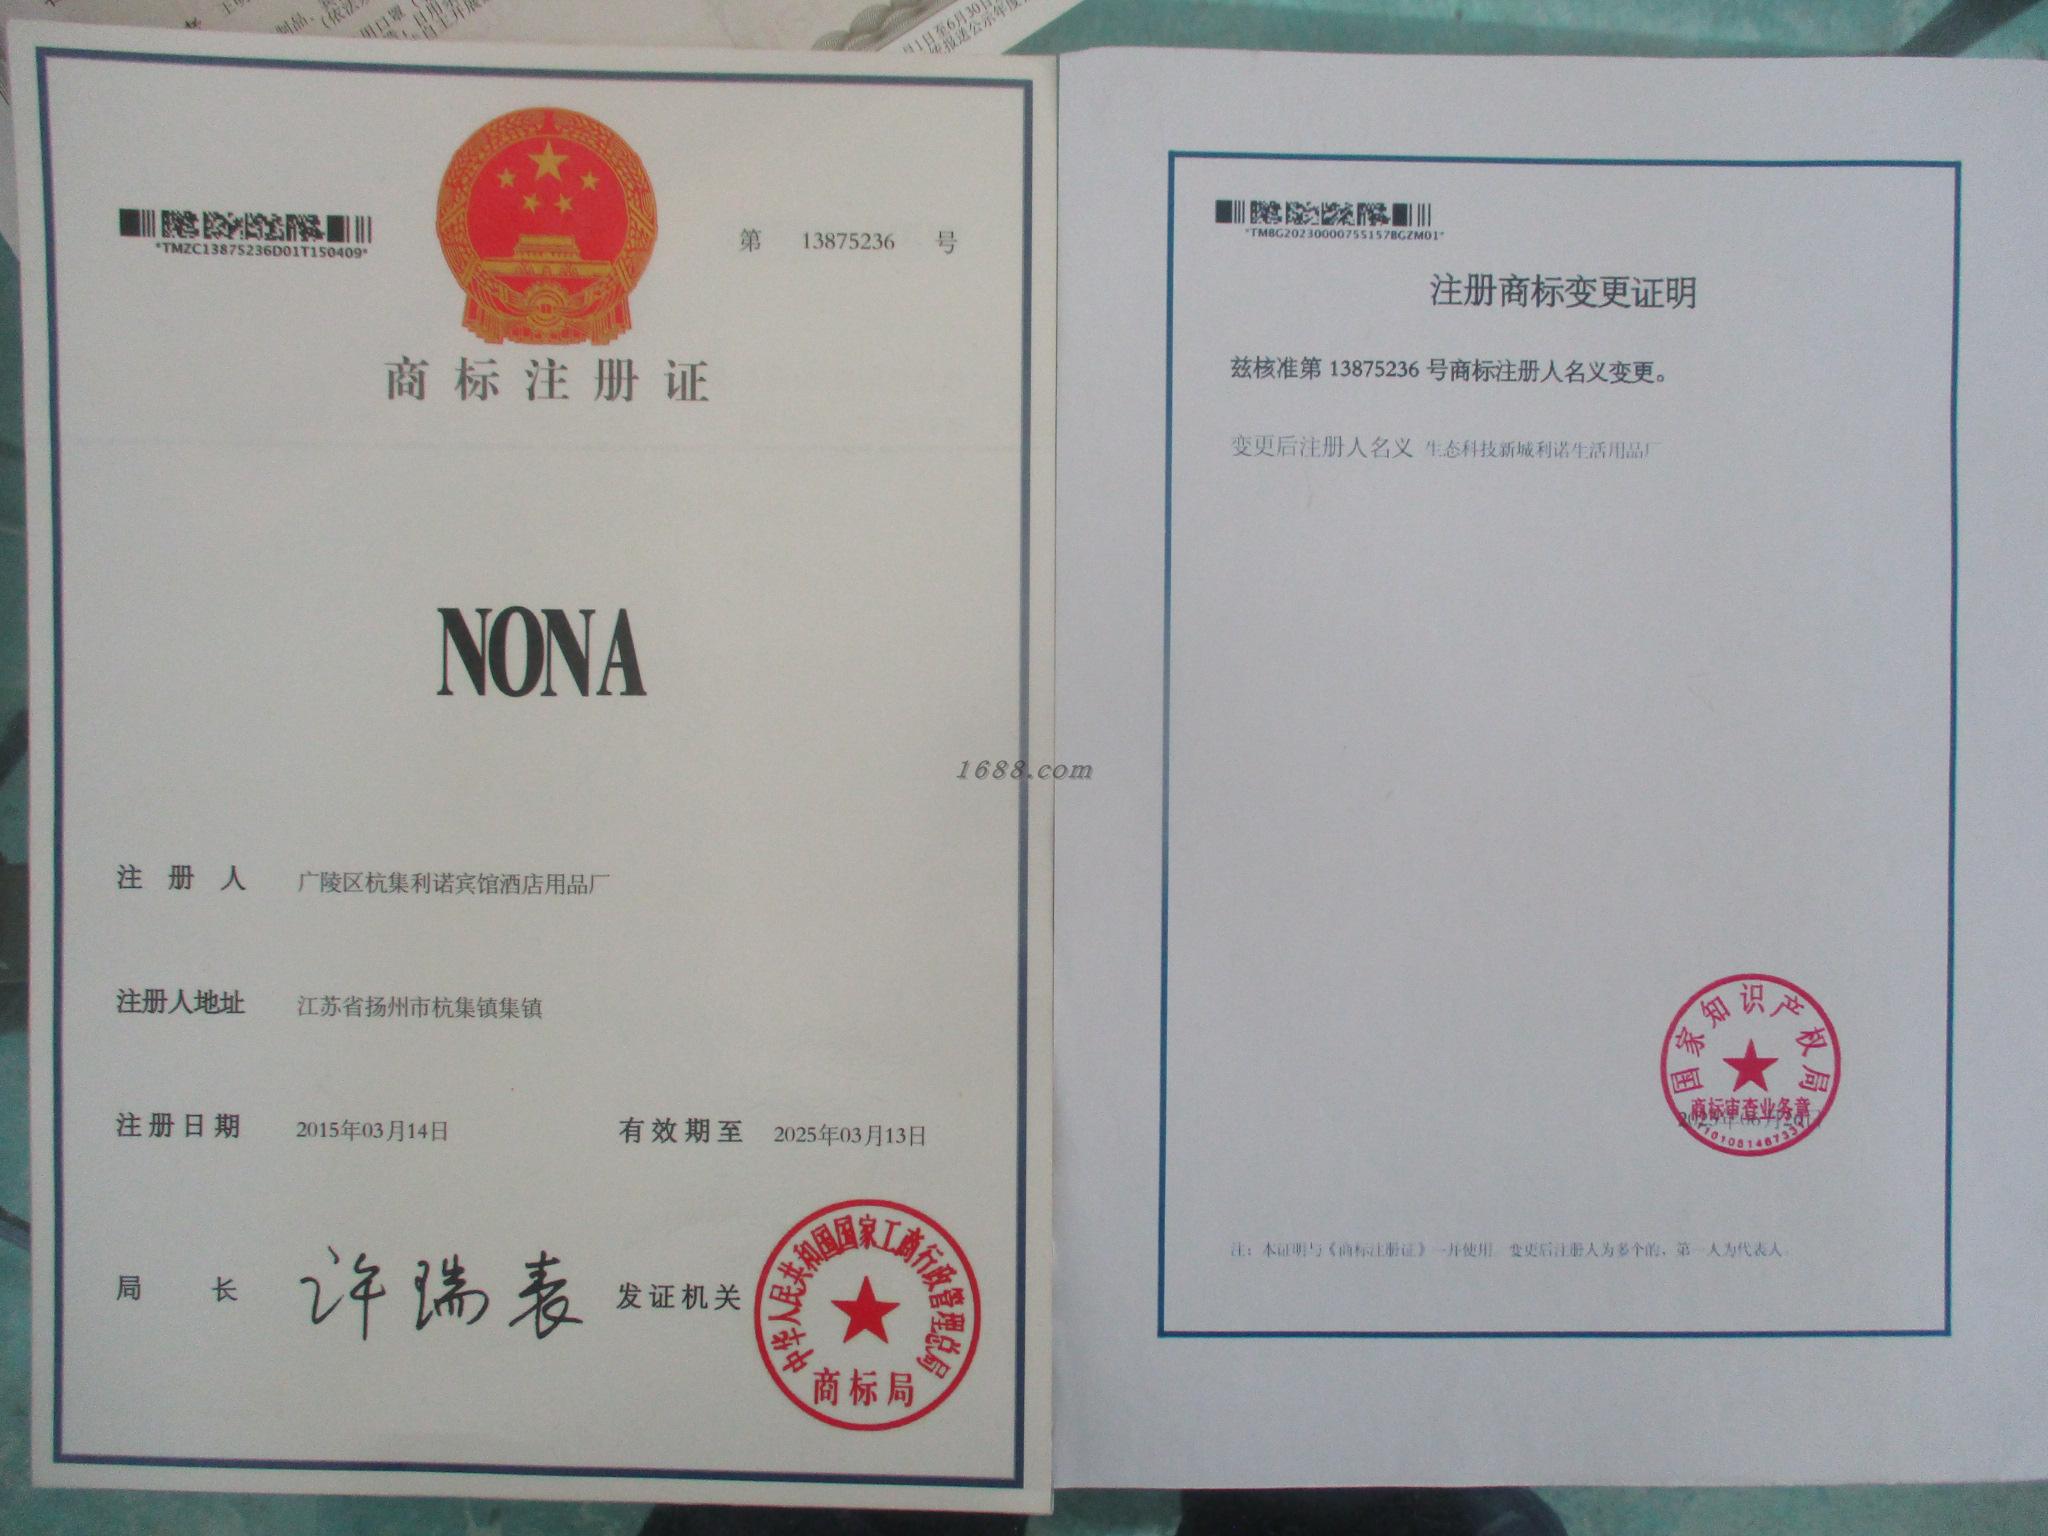 *TMZC13875236D01T150409*
第 13875236 号
商标注册证
NONA
注册人 广陵区杭集利诺宾馆酒店用品厂
注册人地址 江苏省扬州市杭集镇集镇
注册日期 2015年03月14日 有效期至 2025年03月13日
局长 许瑞表 发证机关
中华人民共和国国家工商行政管理总局
商标局
1688.com
*TMBG20230000755157BGZM01*
注册商标变更证明
兹核准第 13875236 号商标注册人名义变更。
变更后注册人名义 生态科技新城利诺生活用品厂
国家知识产权局
商标审查业务章
注：本证明与《商标注册证》一并使用，变更后注册人为多个的，第一人为代表人。